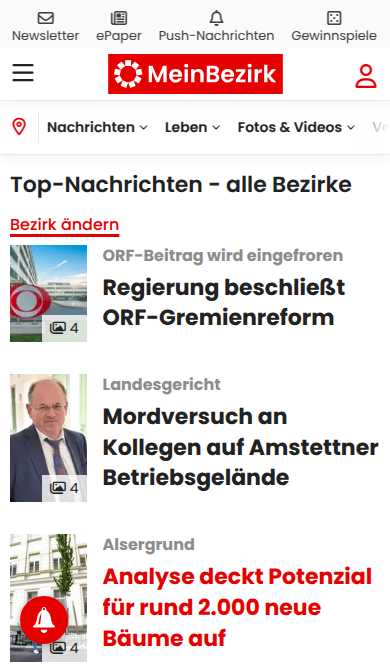 Newsletter ePaper Push-Nachrichten Gewinnspiele
MeinBezirk
Nachrichten Leben Fotos & Videos Ve
Top-Nachrichten - alle Bezirke
Bezirk ändern
ORF-Beitrag wird eingefroren
Regierung beschließt
ORF-Gremienreform
4
Landesgericht
Mordversuch an
Kollegen auf Amstettner
Betriebsgelände
4
Alsergrund
Analyse deckt Potenzial
für rund 2.000 neue
Bäume auf
4